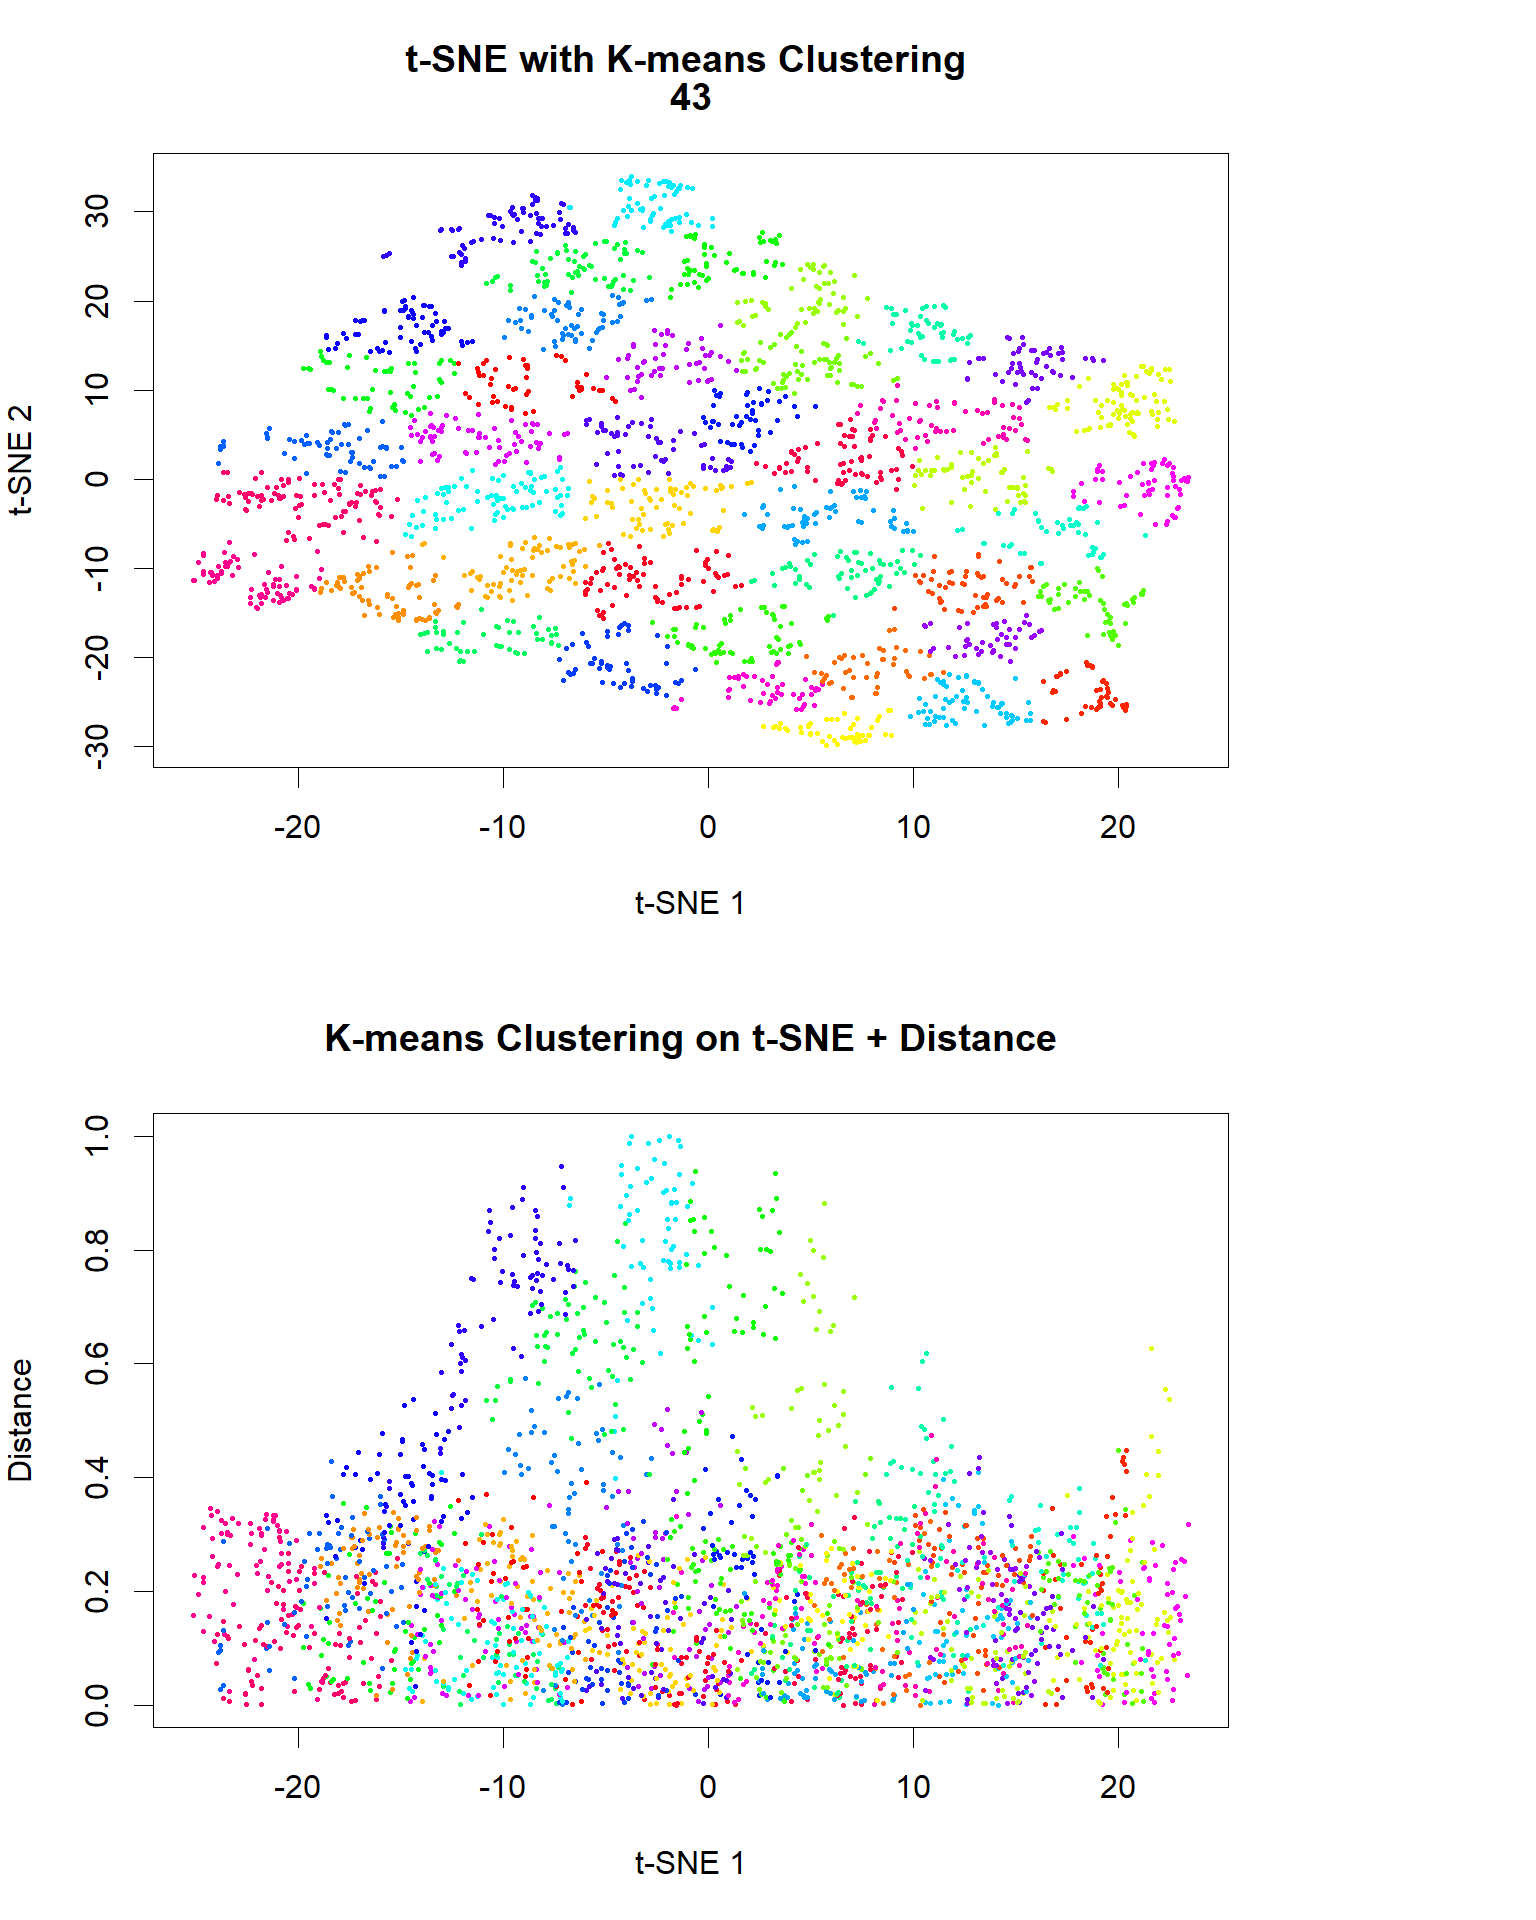 t-SNE with K-means Clustering
43
30
20
10
0
-10
-20
-30
t-SNE 2
-20 -10 0 10 20
t-SNE 1
K-means Clustering on t-SNE + Distance
1.0
0.8
0.6
0.4
0.2
0.0
Distance
-20 -10 0 10 20
t-SNE 1